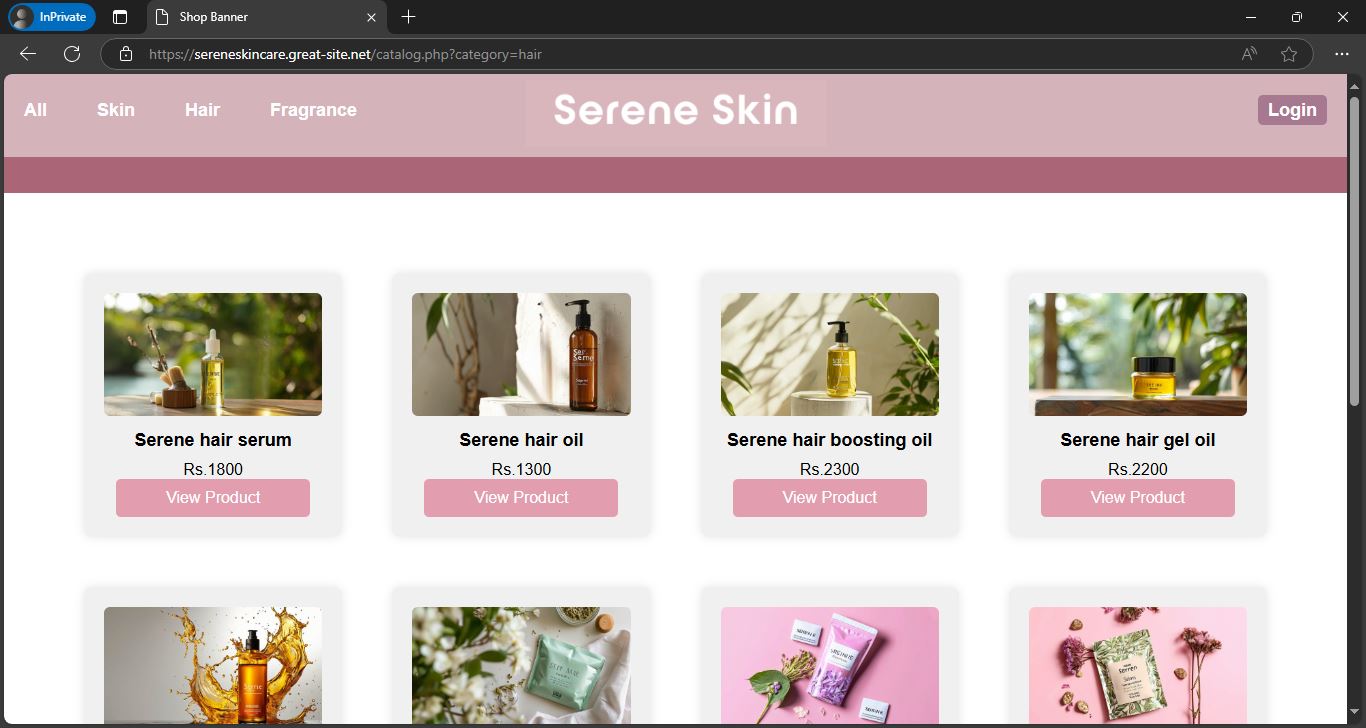 InPrivate
Shop Banner
https://sereneskincare.great-site.net/catalog.php?category=hair
All Skin Hair Fragrance
Serene Skin
Login
Serene hair serum
Rs.1800
View Product
Serene hair oil
Rs.1300
View Product
Serene hair boosting oil
Rs.2300
View Product
Serene hair gel oil
Rs.2200
View Product